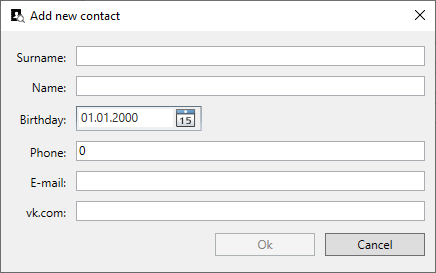 Add new contact
Surname:
Name:
Birthday: 01.01.2000 15
Phone: 0
E-mail:
vk.com:
Ok Cancel